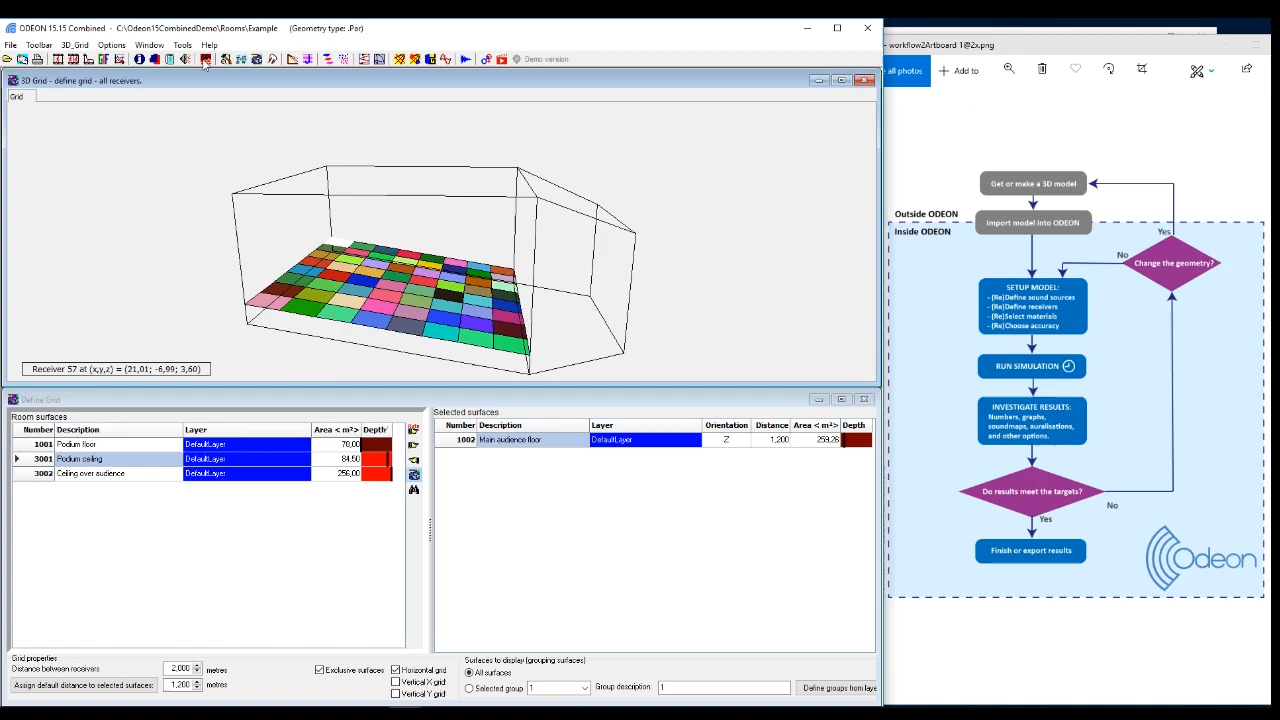 ODEON 15.15 Combined - C:\Odeon15CombinedDemo\Rooms\Example (Geometry type: .Par)
File Toolbar 3D_Grid Options Window Tools Help
Demo version
3D Grid - define grid - all receivers.
Grid
Receiver 57 at (x,y,z) = (21,01; -6,99; 3,60)
Define Grid
Room surfaces
Number Description Layer Area < m²> Depth
1001 Podium floor DefaultLayer 78,00
3001 Podium ceiling DefaultLayer 84,50
3002 Ceiling over audience DefaultLayer 256,00
Selected surfaces
Number Description Layer Orientation Distance Area < m²> Depth
1002 Main audience floor DefaultLayer Z 1,200 259,26
Grid properties
Distance between receivers 2,000 metres
Assign default distance to selected surfaces: 1,200 metres
Exclusive surfaces
Horizontal grid
Vertical X grid
Vertical Y grid
Surfaces to display (grouping surfaces)
All surfaces
Selected group 1 Group description: 1 Define groups from laye
- workflow2Artboard 1@2x.png
e all photos Add to
Get or make a 3D model
Outside ODEON
Import model into ODEON
Inside ODEON
Yes
No
Change the geometry?
SETUP MODEL:
- (Re)Define sound sources
- (Re)Define receivers
- (Re)Select materials
- (Re)Choose accuracy
RUN SIMULATION
INVESTIGATE RESULTS:
Numbers, graphs,
soundmaps, auralisations,
and other options.
Do results meet the targets?
No
Yes
Finish or export results
Odeon